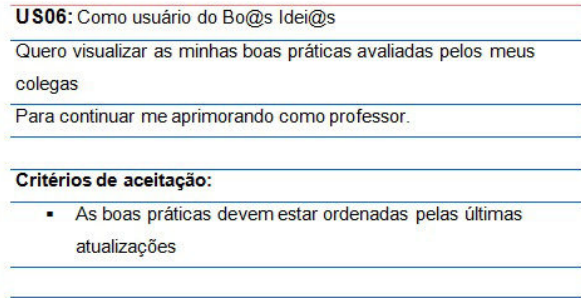 US06: Como usuário do Bo@s Idei@s
Quero visualizar as minhas boas práticas avaliadas pelos meus
colegas
Para continuar me aprimorando como professor.
Critérios de aceitação:
▪ As boas práticas devem estar ordenadas pelas últimas
atualizações